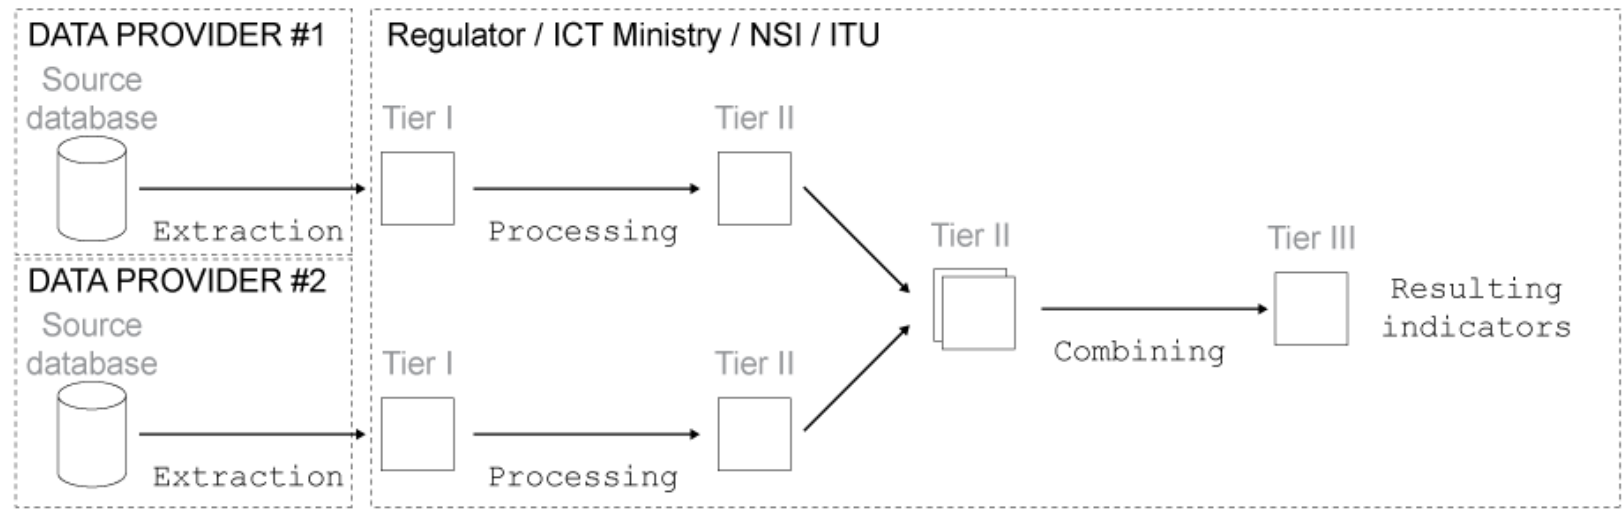 DATA PROVIDER #1
Source
database
Extraction
DATA PROVIDER #2
Source
database
Extraction
Regulator / ICT Ministry / NSI / ITU
Tier I
Tier II
Processing
Tier I
Tier II
Processing
Tier II
Combining
Tier III
Resulting
indicators